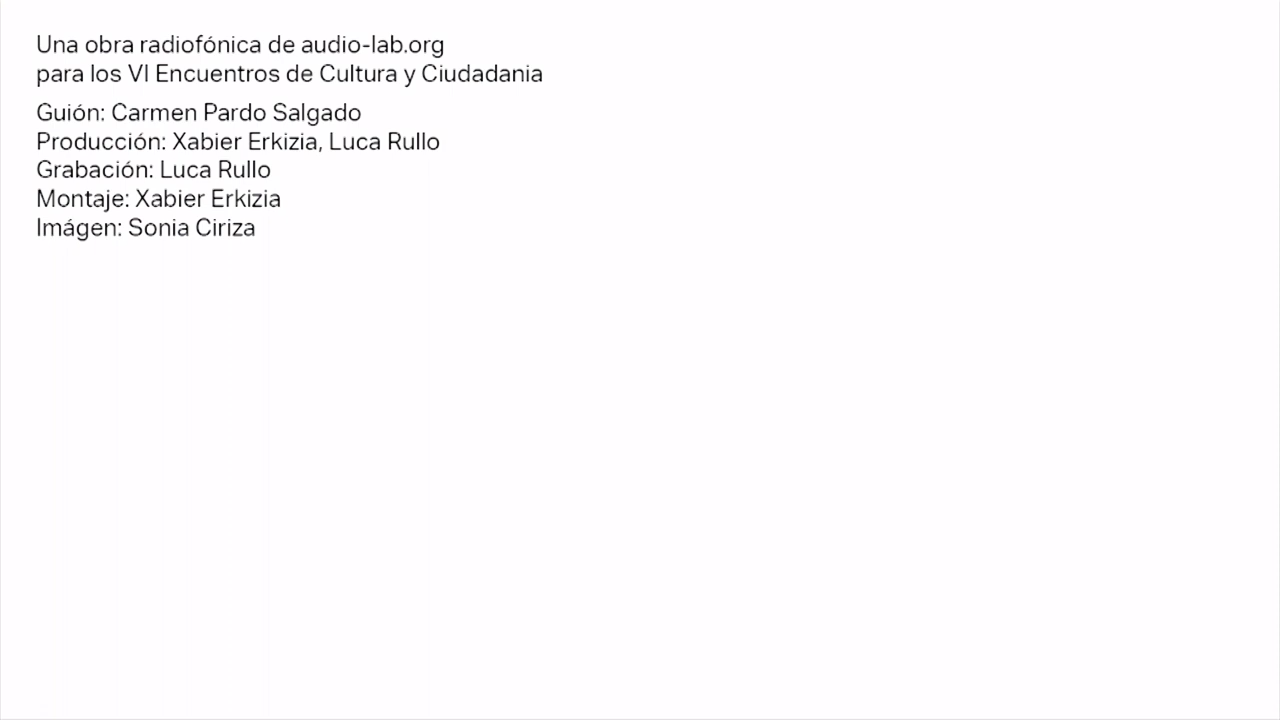 Una obra radiofónica de audio-lab.org
para los VI Encuentros de Cultura y Ciudadania
Guión: Carmen Pardo Salgado
Producción: Xabier Erkizia, Luca Rullo
Grabación: Luca Rullo
Montaje: Xabier Erkizia
Imágen: Sonia Ciriza